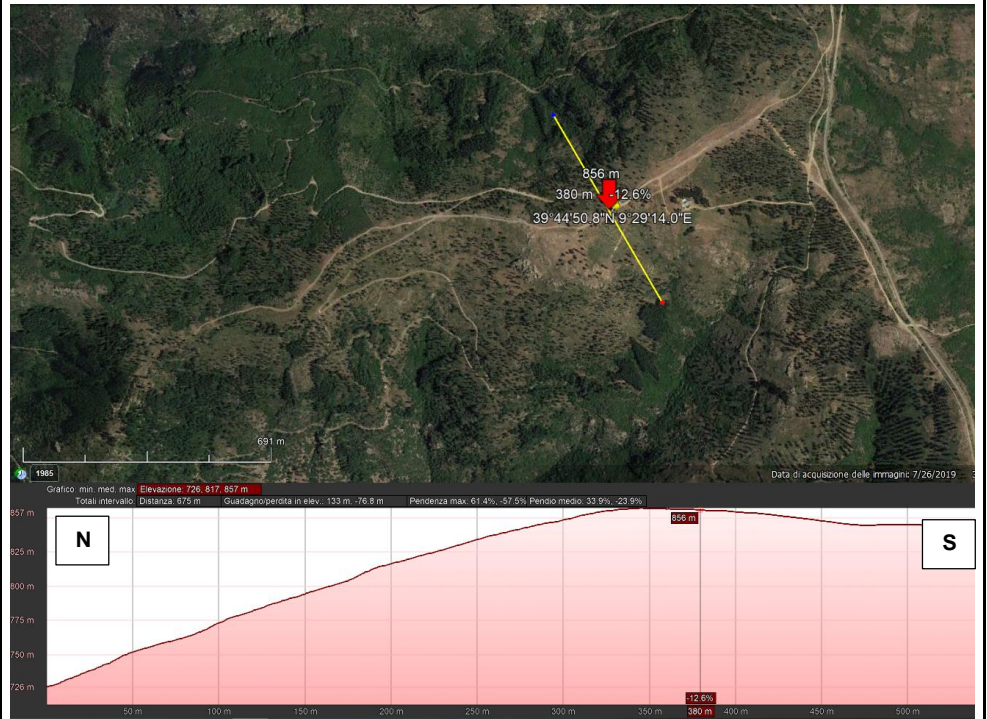 856 m
380 m -12.6%
39°44'50.8"N 9°29'14.0"E
691 m
1985
Data di acquisizione delle immagini: 7/26/2019
Grafico: min. med. max Elevazione: 726, 817, 857 m
Totali intervallo: Distanza: 675 m Guadagno/perdita in elev.: 133 m, -76.8 m Pendenza max: 61.4%, -57.5% Pendio medio: 33.9%, -23.9%
857 m
N
856 m
S
825 m
800 m
775 m
750 m
726 m
-12.6%
50 m 100 m 150 m 200 m 250 m 300 m 350 m 380 m 400 m 450 m 500 m